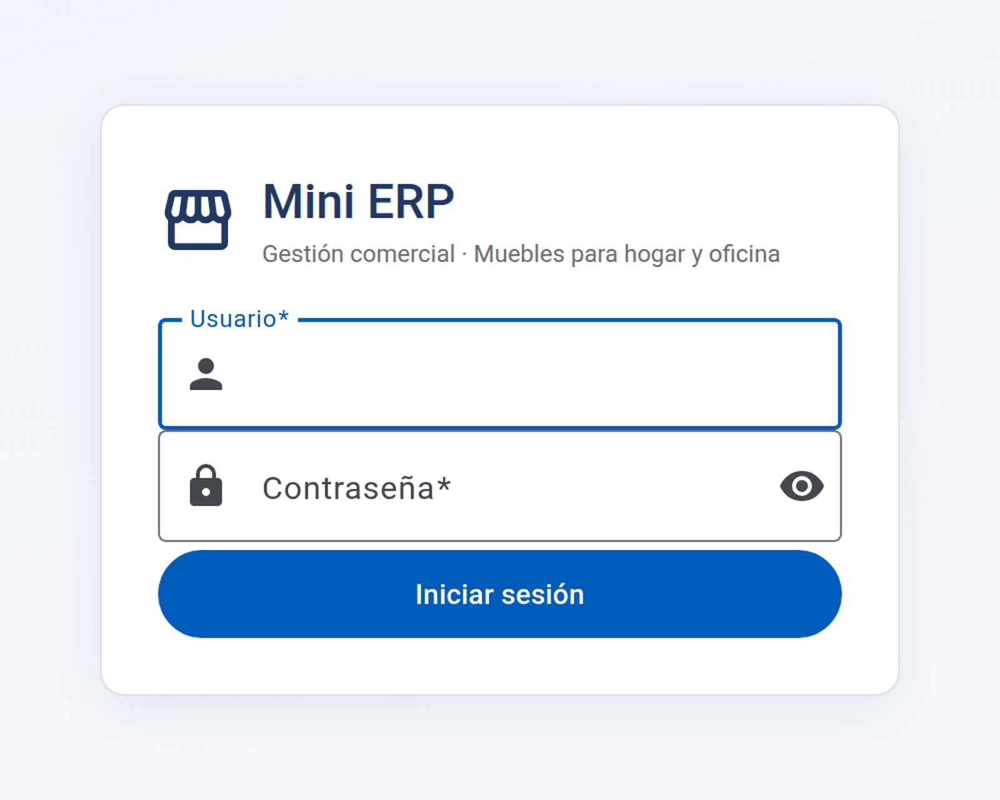 Mini ERP
Gestión comercial · Muebles para hogar y oficina
Usuario*
Contraseña*
Iniciar sesión